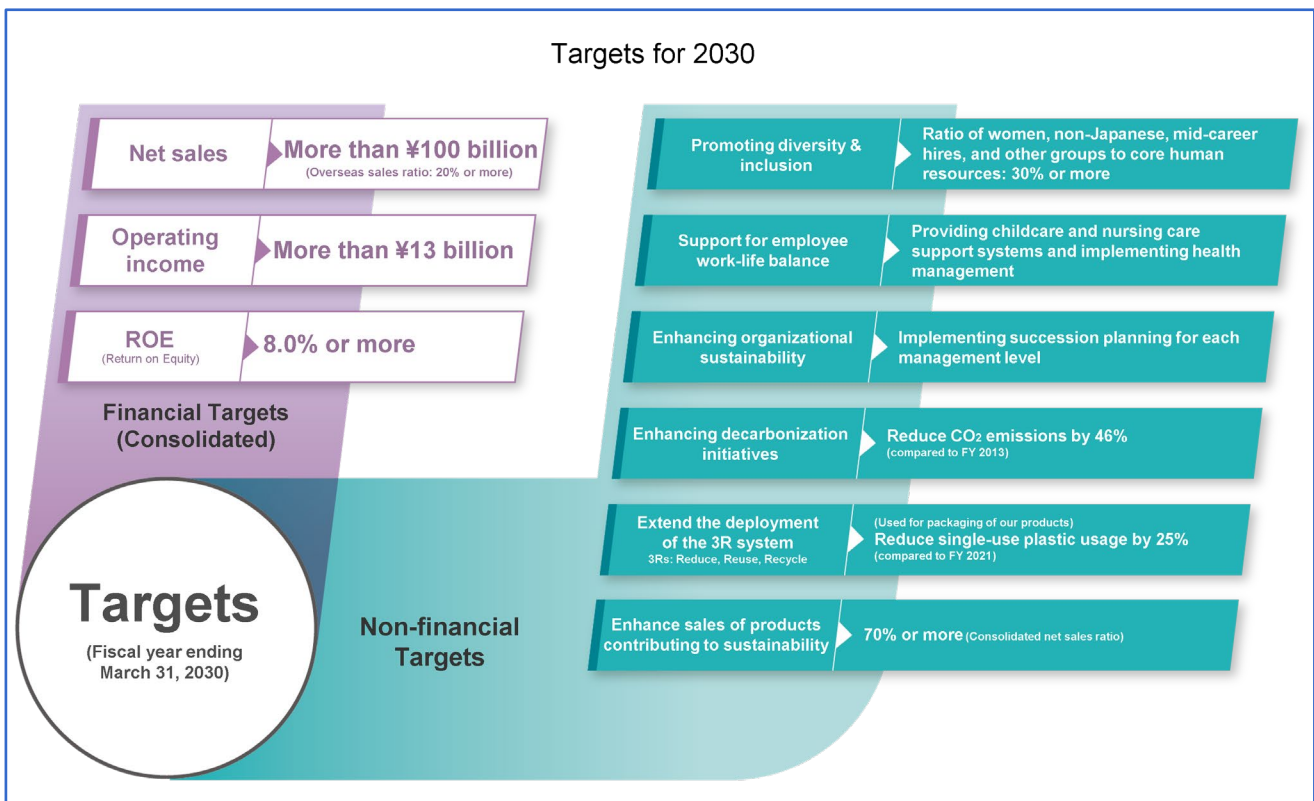 Targets for 2030
Net sales
More than ¥100 billion
(Overseas sales ratio: 20% or more)
Operating
income
More than ¥13 billion
ROE
(Return on Equity)
8.0% or more
Financial Targets
(Consolidated)
Targets
(Fiscal year ending
March 31, 2030)
Non-financial
Targets
Promoting diversity &
inclusion
Ratio of women, non-Japanese, mid-career
hires, and other groups to core human
resources: 30% or more
Support for employee
work-life balance
Providing childcare and nursing care
support systems and implementing health
management
Enhancing organizational
sustainability
Implementing succession planning for each
management level
Enhancing decarbonization
initiatives
Reduce CO₂ emissions by 46%
(compared to FY 2013)
Extend the deployment
of the 3R system
3Rs: Reduce, Reuse, Recycle
(Used for packaging of our products)
Reduce single-use plastic usage by 25%
(compared to FY 2021)
Enhance sales of products
contributing to sustainability
70% or more (Consolidated net sales ratio)